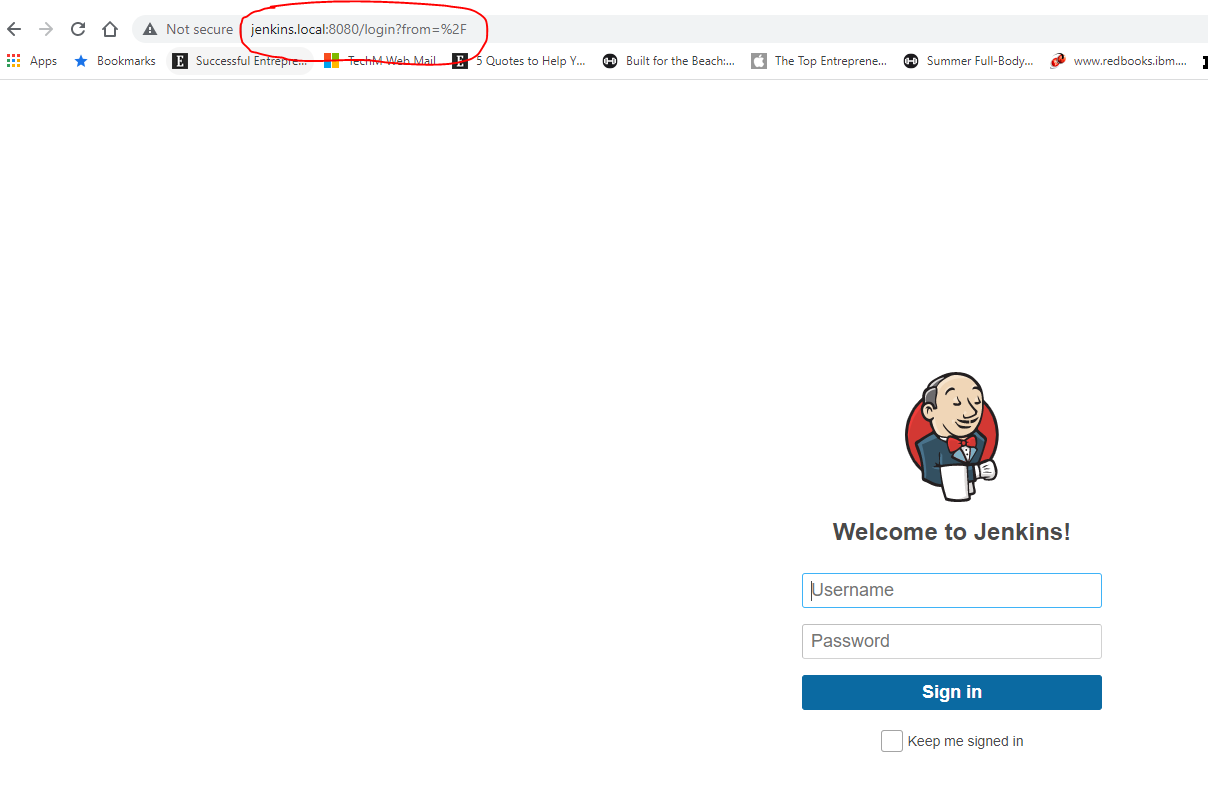 Not secure jenkins.local:8080/login?from=%2F
Apps Bookmarks Successful Entrepre... TechM Web Mail 5 Quotes to Help Y... Built for the Beach:... The Top Entreprene... Summer Full-Body... www.redbooks.ibm....
Welcome to Jenkins!
Username
Password
Sign in
Keep me signed in